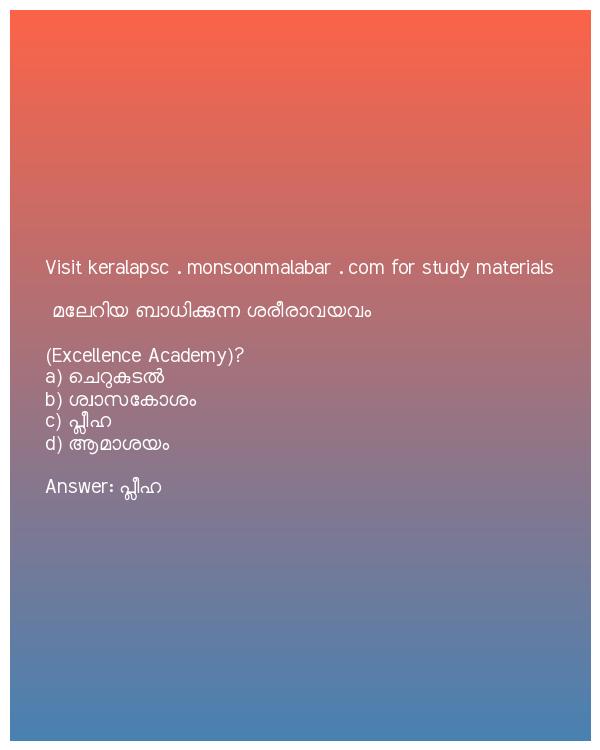 Visit keralapsc . monsoonmalabar . com for study materials
മലേറിയ ബാധിക്കുന്ന ശരീരാവയവം
(Excellence Academy)?
a) ചെറുകുടൽ
b) ശ്വാസകോശം
c) പ്ലീഹ
d) ആമാശയം
Answer: പ്ലീഹ